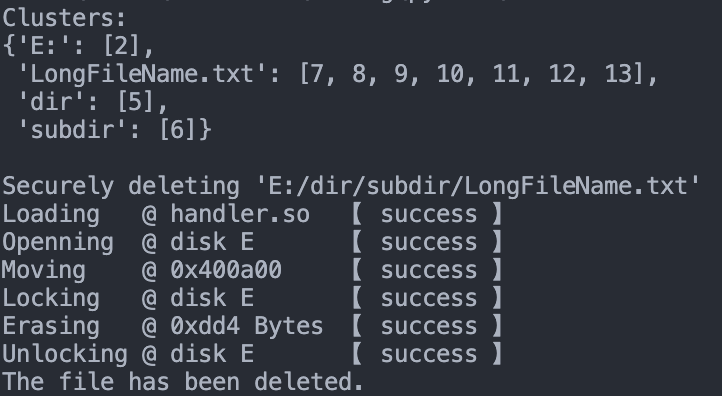 Clusters:
{'E:': [2],
 'LongFileName.txt': [7, 8, 9, 10, 11, 12, 13],
 'dir': [5],
 'subdir': [6]}

Securely deleting 'E:/dir/subdir/LongFileName.txt'
Loading   @ handler.so   【 success 】
Openning  @ disk E       【 success 】
Moving    @ 0x400a00     【 success 】
Locking   @ disk E       【 success 】
Erasing   @ 0xdd4 Bytes  【 success 】
Unlocking @ disk E       【 success 】
The file has been deleted.